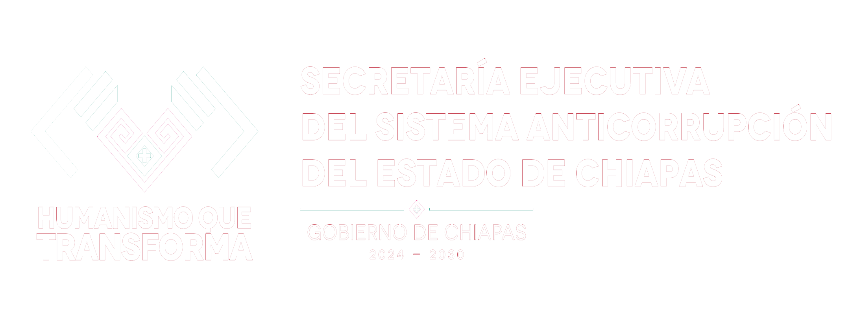 SECRETARÍA EJECUTIVA
DEL SISTEMA ANTICORRUPCIÓN
DEL ESTADO DE CHIAPAS
HUMANISMO QUE
TRANSFORMA
GOBIERNO DE CHIAPAS
2024 – 2030